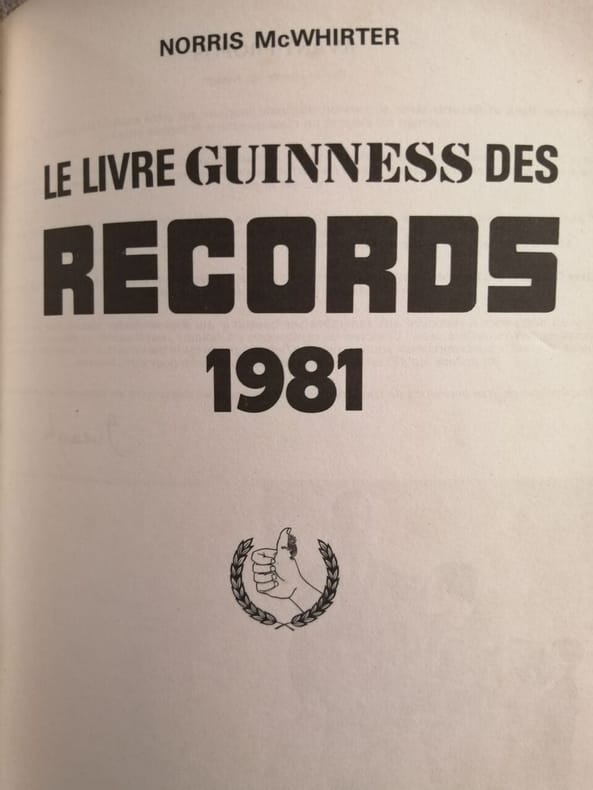 NORRIS McWHIRTER
LE LIVRE GUINNESS DES
RECORDS
1981